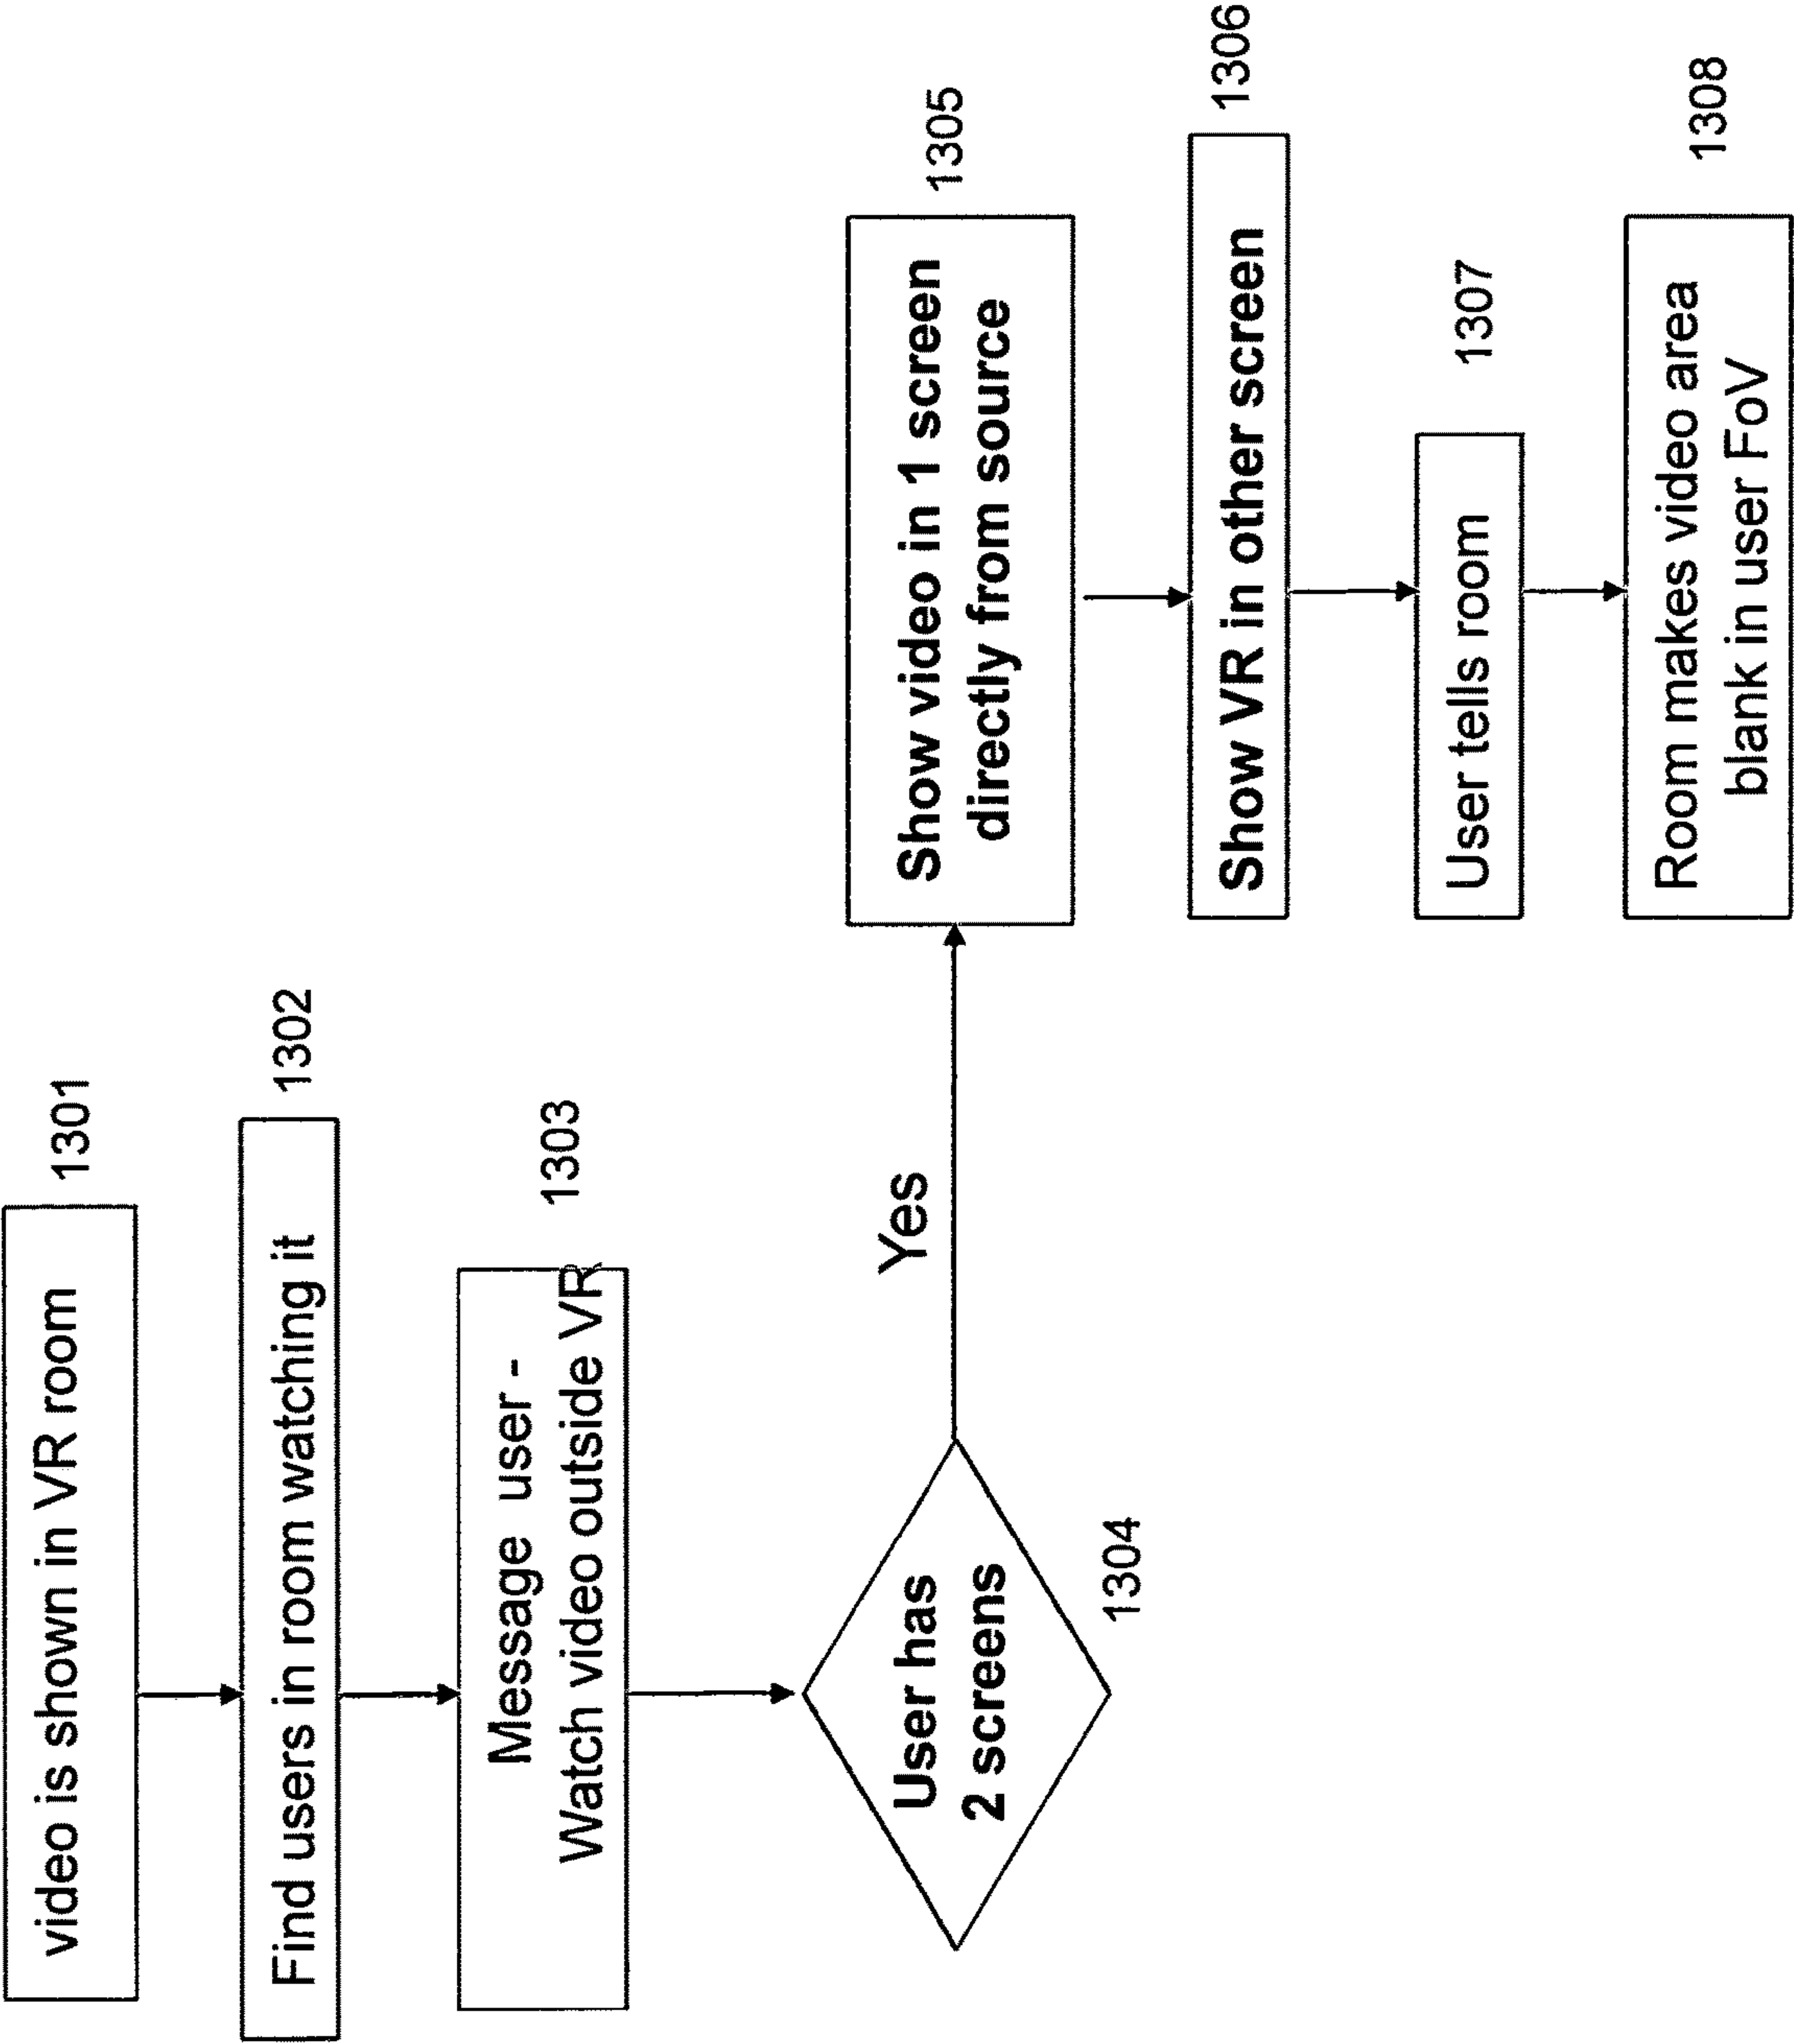 video is shown in VR room
1301
Find users in room watching it
1302
Message user -
Watch video outside VR
1303
User has
2 screens
1304
Yes
Show video in 1 screen
directly from source
1305
Show VR in other screen
1306
User tells room
1307
Room makes video area
blank in user FoV
1308